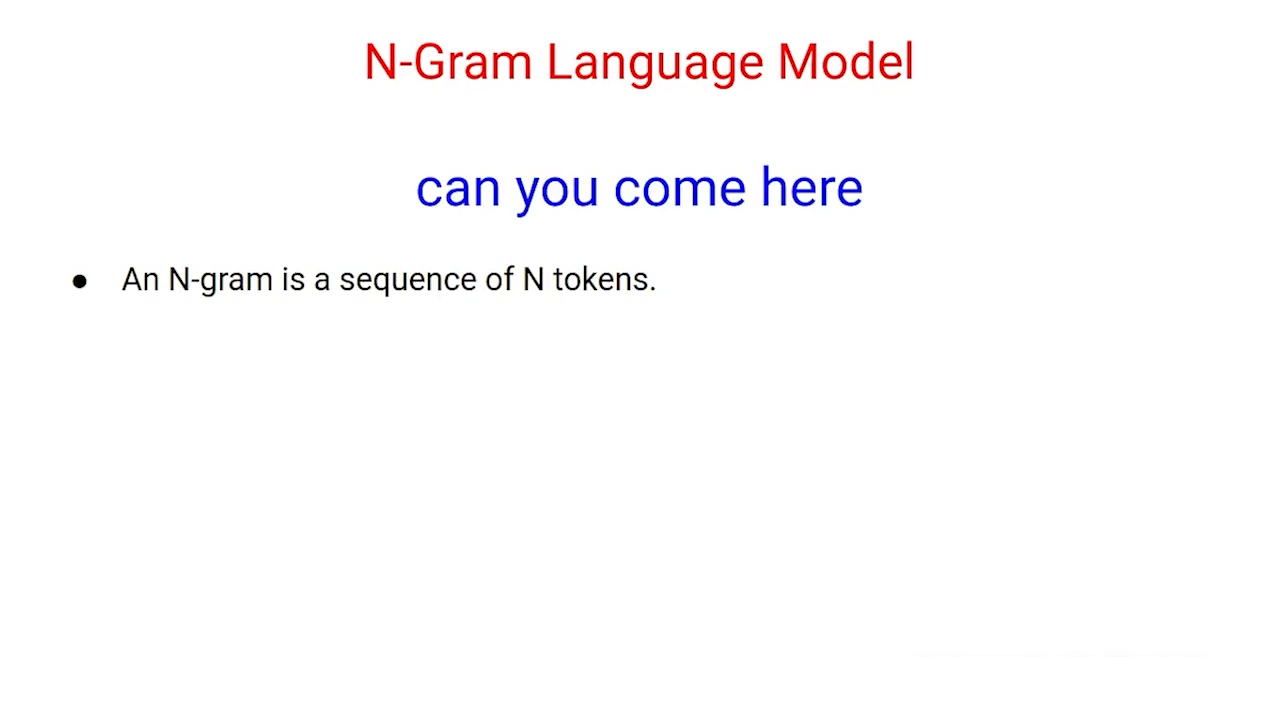 N-Gram Language Model
can you come here
● An N-gram is a sequence of N tokens.